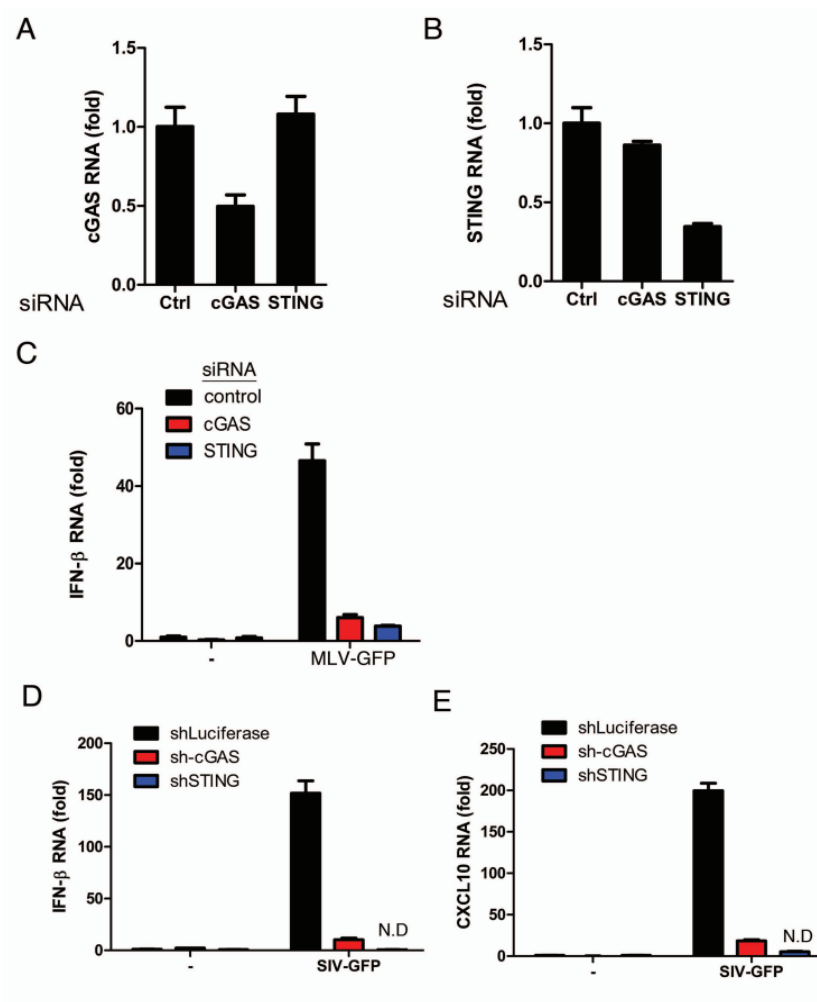 A
cGAS RNA (fold)
1.5
1.0
0.5
0.0
siRNA
Ctrl cGAS STING
B
STING RNA (fold)
1.5
1.0
0.5
0.0
siRNA
Ctrl cGAS STING
C
siRNA
control
cGAS
STING
IFN-β RNA (fold)
60
40
20
0
- MLV-GFP
D
shLuciferase
sh-cGAS
shSTING
IFN-β RNA (fold)
200
150
100
50
0
N.D
- SIV-GFP
E
shLuciferase
sh-cGAS
shSTING
CXCL10 RNA (fold)
250
200
150
100
50
0
N.D
- SIV-GFP